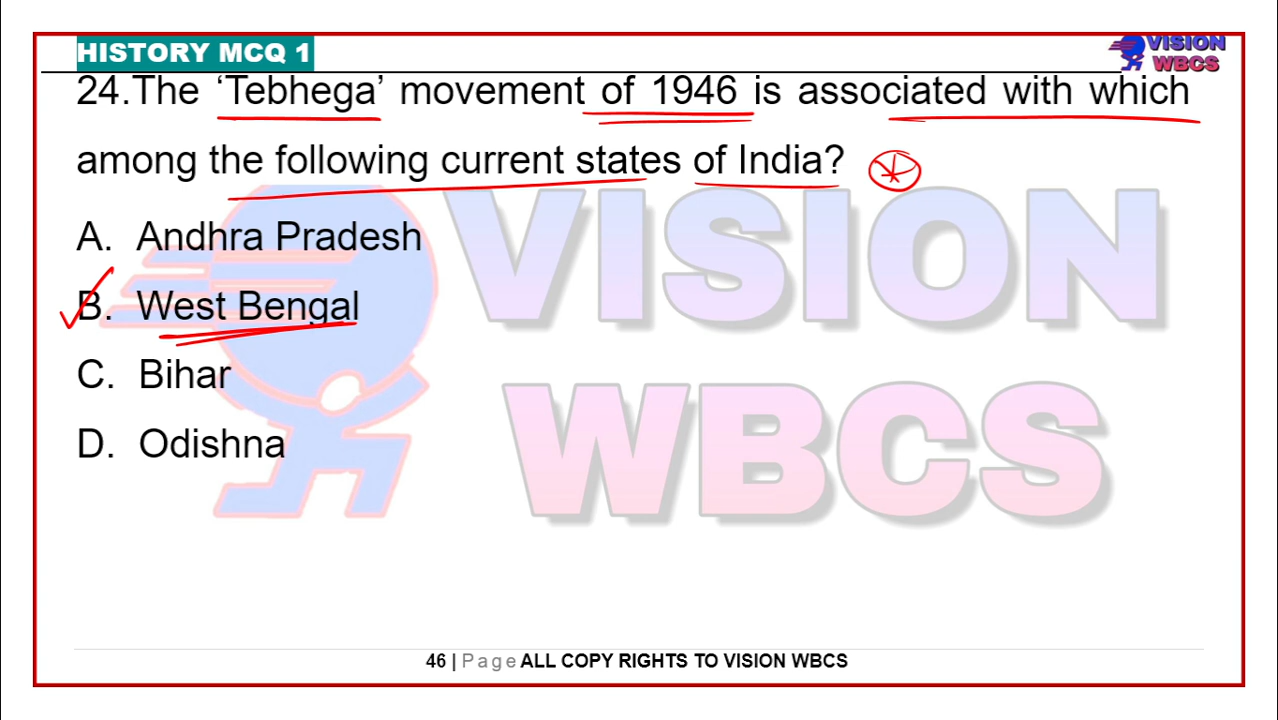 HISTORY MCQ 1
VISION
WBCS
24.The ‘Tebhega’ movement of 1946 is associated with which
among the following current states of India?
A. Andhra Pradesh
B. West Bengal
C. Bihar
D. Odishna
VISION
WBCS
46 | Page ALL COPY RIGHTS TO VISION WBCS